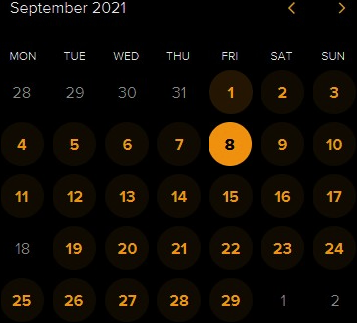 September 2021
MON TUE WED THU FRI SAT SUN
28 29 30 31 1 2 3
4 5 6 7 8 9 10
11 12 13 14 15 16 17
18 19 20 21 22 23 24
25 26 27 28 29 1 2